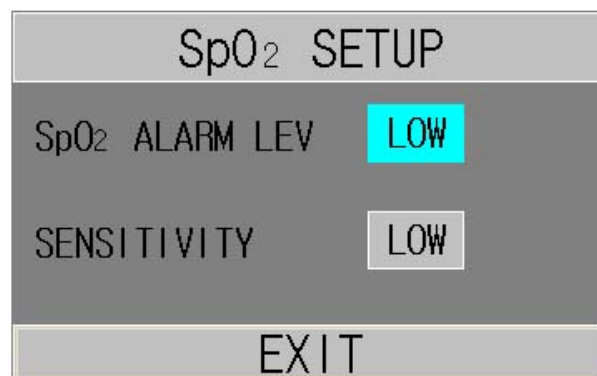 SpO₂ SETUP
SpO₂ ALARM LEV LOW
SENSITIVITY LOW
EXIT